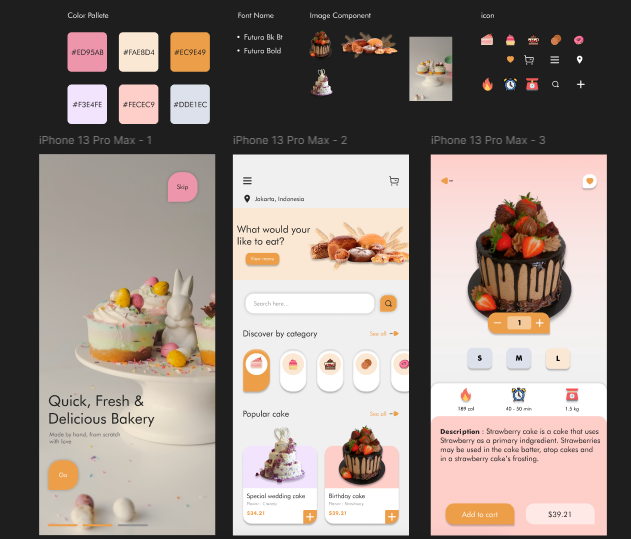 Color Pallete
Font Name
Image Component
icon
#ED95AB
#FAE8D4
#EC9E49
• Futura Bk Bt
• Futura Bold
#F3E4FE
#FECEC9
#DDE1EC
iPhone 13 Pro Max - 1
iPhone 13 Pro Max - 2
iPhone 13 Pro Max - 3
Skip
Quick, Fresh &
Delicious Bakery
Made by hand, from scratch
with love
Go
Jakarta, Indonesia
What would your
like to eat?
View menu
Search here...
Discover by category
See all
Popular cake
See all
Special wedding cake
$34.21
+
Birthday cake
$39.21
+
− 1 +
S
M
L
189 cal
40 - 50 min
1.5 kg
Description : Strawberry cake is a cake that uses
Strawberry as a primary indgredient. Strawberries
may be used in the cake batter, atop cakes and
in a strawberry cake's frosting.
Add to cart
$39.21